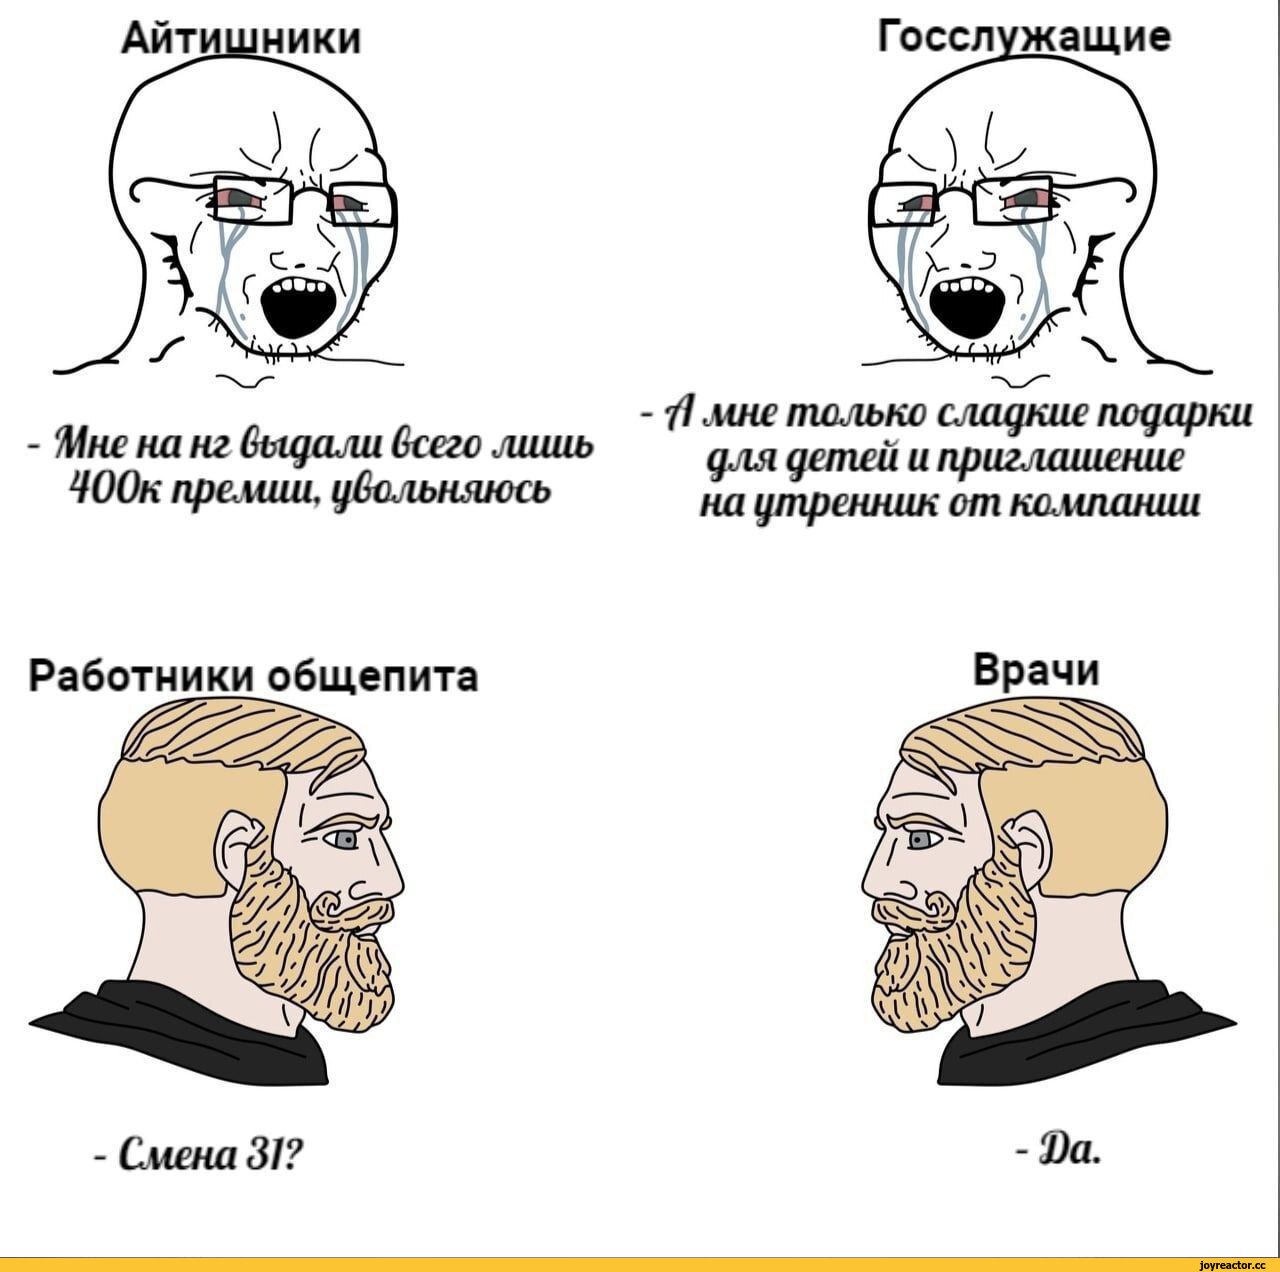 Айтишники
Госслужащие
- Мне на нг выдали всего лишь
400к премии, увольняюсь
- А мне только сладкие подарки
для детей и приглашение
на утренник от компании
Работники общепита
Врачи
- Смена 31?
- Да.
joyreactor.cc